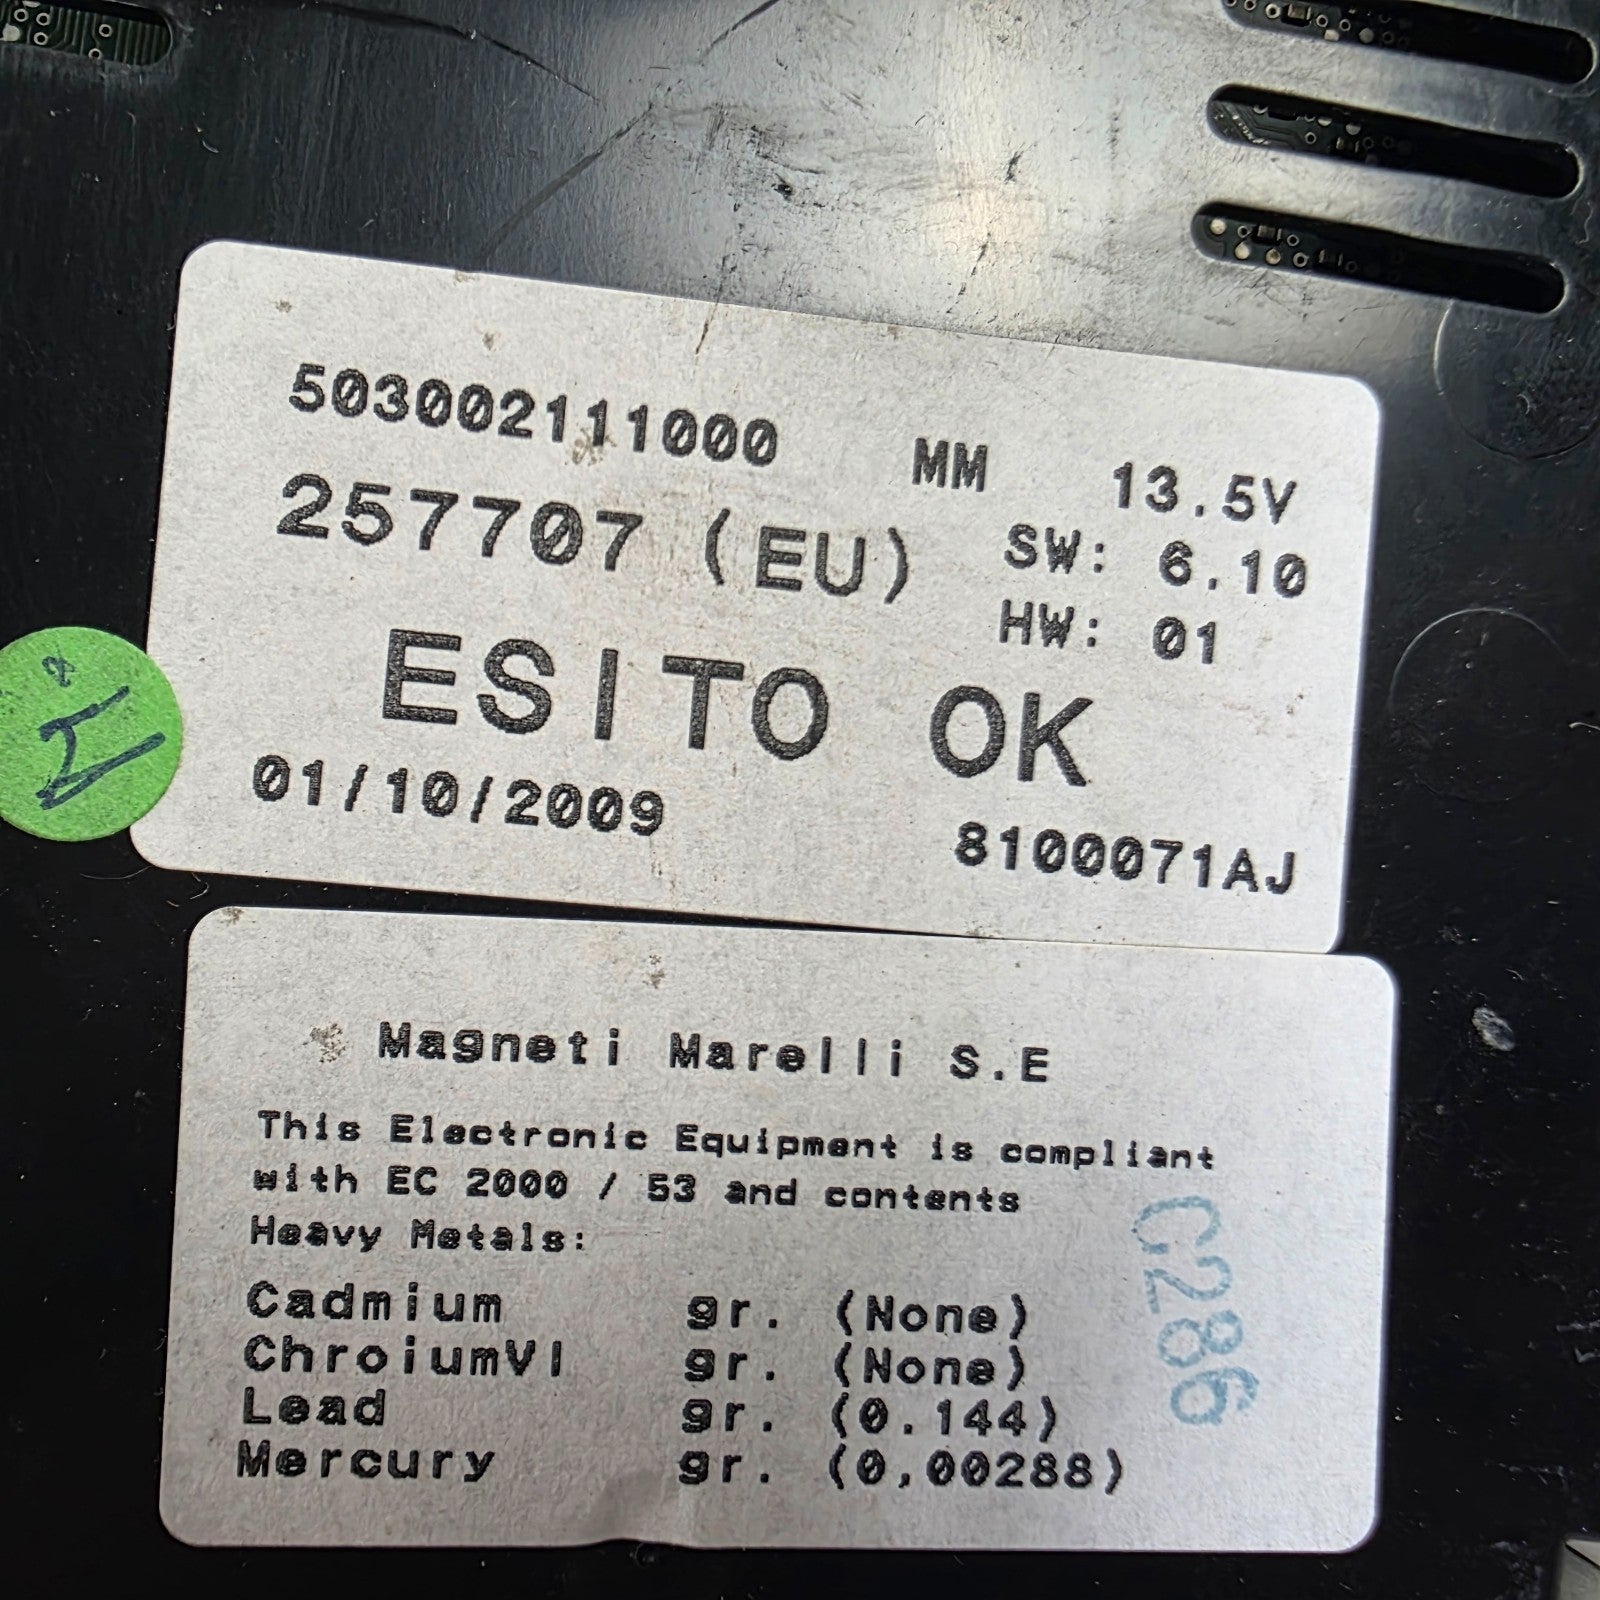 503002111000 MM 13.5V
257707 (EU) SW: 6.10
HW: 01
ESITO OK
01/10/2009
8100071AJ
Magneti Marelli S.E
This Electronic Equipment is compliant
with EC 2000 / 53 and contents
Heavy Metals:
Cadmium gr. (None)
ChroiumVI gr. (None)
Lead gr. (0.144)
Mercury gr. (0,00288)
C286